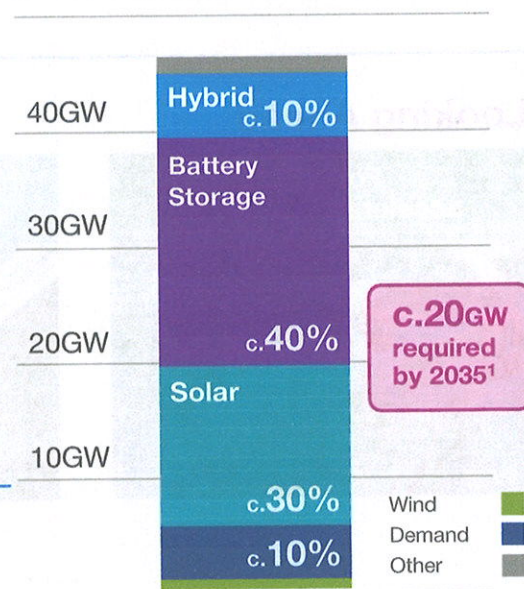 40GW
30GW
20GW
10GW
Hybrid
c.10%
Battery
Storage
c.40%
Solar
c.30%
c.10%
c.20GW
required
by 2035¹
Wind
Demand
Other